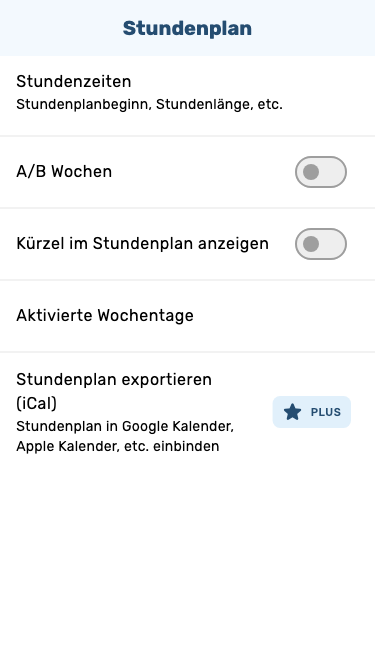 Stundenplan
Stundenzeiten
Stundenplanbeginn, Stundenlänge, etc.
A/B Wochen
Kürzel im Stundenplan anzeigen
Aktivierte Wochentage
Stundenplan exportieren
(iCal)
Stundenplan in Google Kalender,
Apple Kalender, etc. einbinden
PLUS